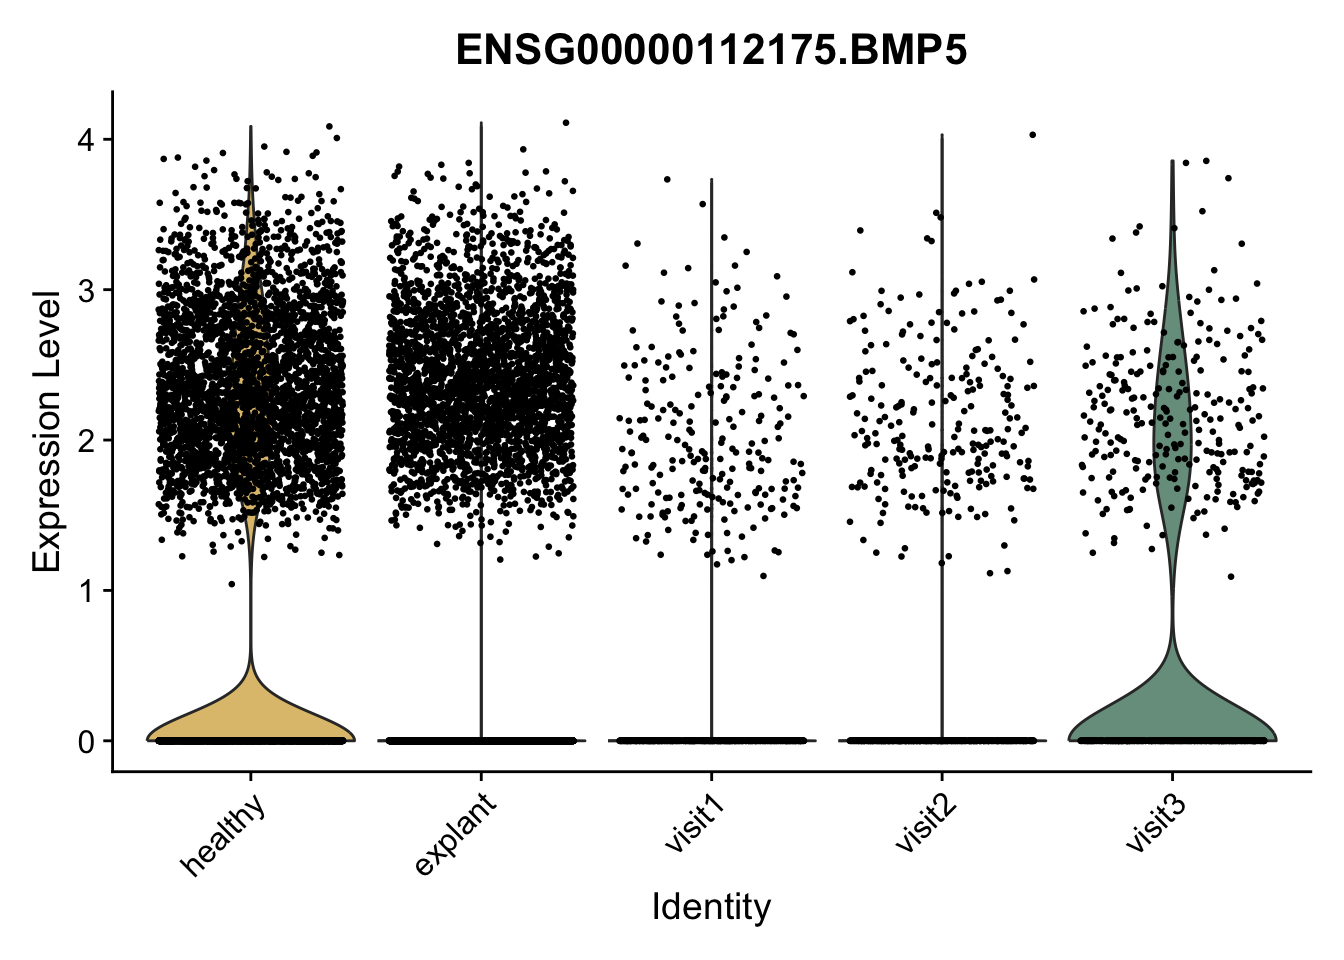 ENSG00000112175.BMP5
Expression Level
4
3
2
1
0
healthy
explant
visit1
visit2
visit3
Identity